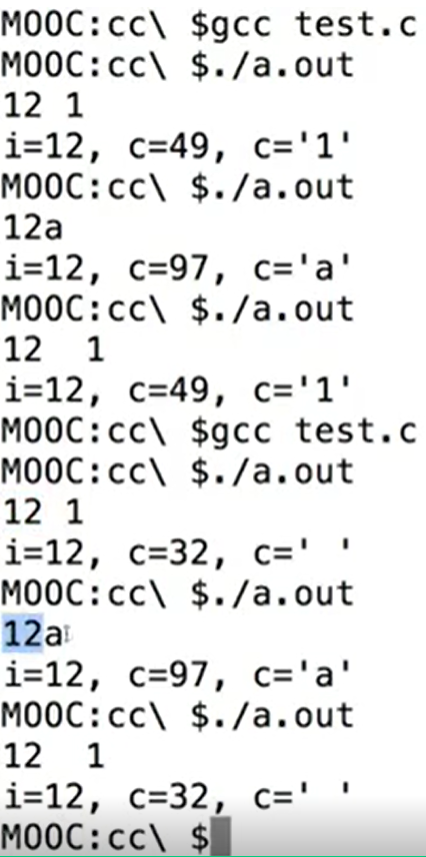 MOOC:cc\ $gcc test.c
MOOC:cc\ $./a.out
12 1
i=12, c=49, c='1'
MOOC:cc\ $./a.out
12a
i=12, c=97, c='a'
MOOC:cc\ $./a.out
12  1
i=12, c=49, c='1'
MOOC:cc\ $gcc test.c
MOOC:cc\ $./a.out
12 1
i=12, c=32, c=' '
MOOC:cc\ $./a.out
12a
i=12, c=97, c='a'
MOOC:cc\ $./a.out
12  1
i=12, c=32, c=' '
MOOC:cc\ $